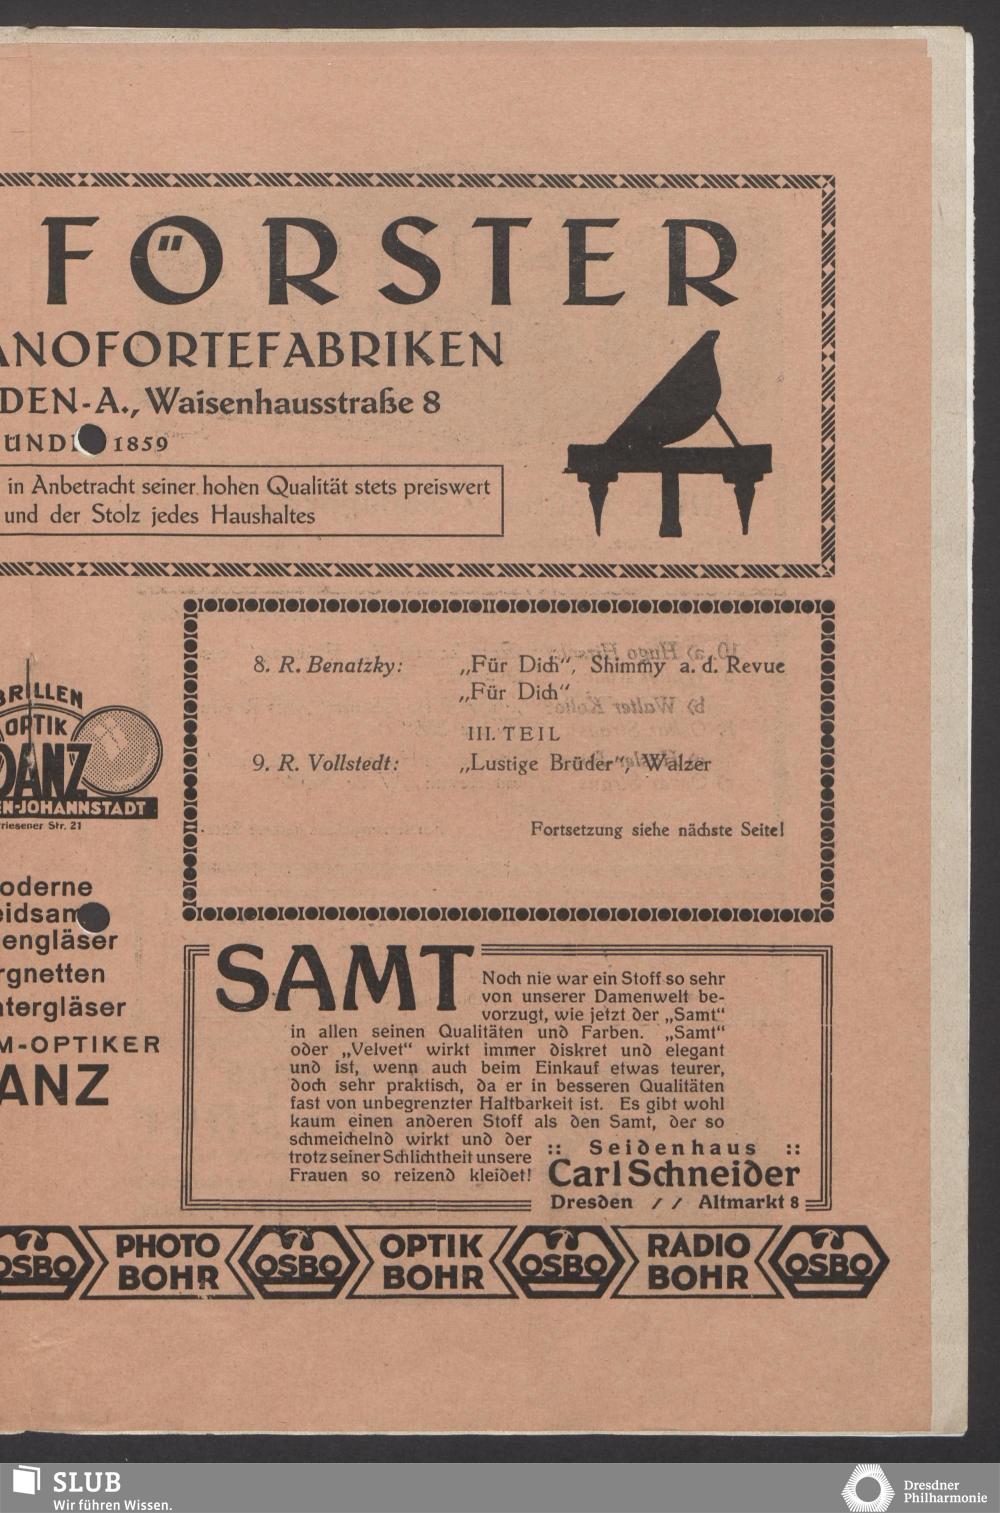 FÖRSTER
ANOFORTEFABRIKEN
DEN-A., Waisenhausstraße 8
1859
in Anbetracht seiner hohen Qualität stets preiswert
und der Stolz jedes Haushaltes
8. R. Benatzky: „Für Dich“, Shimmy a. d. Revue
„Für Dich“
III. TEIL
9. R. Vollstedt: „Lustige Brüder“, Walzer
Fortsetzung siehe nächste Seite!
BRILLEN
OPTIK
DANZ
EN-JOHANNSTADT
riesener Str. 21
oderne
eidsam
engläser
rgnetten
ntergläser
M-OPTIKER
ANZ
SAMT
Noch nie war ein Stoff so sehr
von unserer Damenwelt be-
vorzugt, wie jetzt der „Samt“
in allen seinen Qualitäten und Farben. „Samt“
oder „Velvet“ wirkt immer diskret und elegant
und ist, wenn auch beim Einkauf etwas teurer,
doch sehr praktisch, da er in besseren Qualitäten
fast von unbegrenzter Haltbarkeit ist. Es gibt wohl
kaum einen anderen Stoff als den Samt, der so
schmeichelnd wirkt und der
trotz seiner Schlichtheit unsere
Frauen so reizend kleidet!
:: Seidenhaus ::
Carl Schneider
Dresden // Altmarkt 8
OSBO PHOTO BOHR OSBO OPTIK BOHR OSBO RADIO BOHR OSBO
SLUB
Wir führen Wissen.
Dresdner
Philharmonie